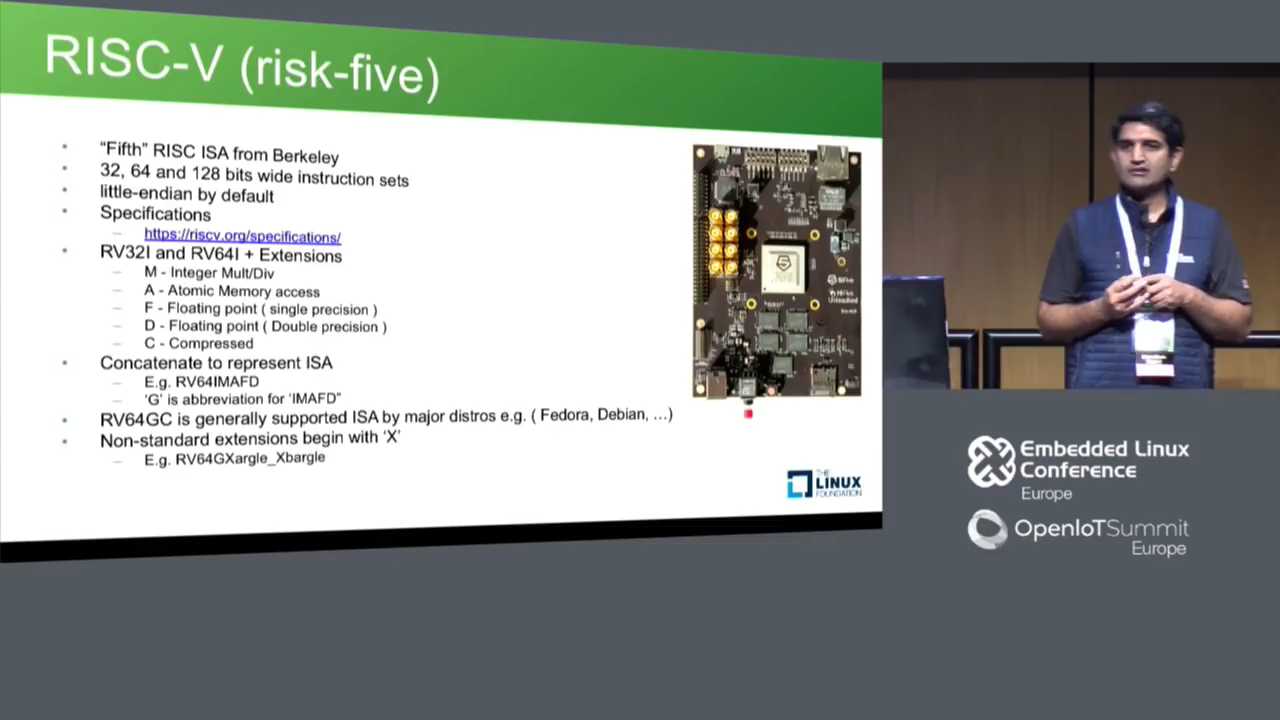 RISC-V (risk-five)
“Fifth” RISC ISA from Berkeley
32, 64 and 128 bits wide instruction sets
little-endian by default
Specifications
https://riscv.org/specifications/
RV32I and RV64I + Extensions
M - Integer Mult/Div
A - Atomic Memory access
F - Floating point ( single precision )
D - Floating point ( Double precision )
C - Compressed
Concatenate to represent ISA
E.g. RV64IMAFD
‘G’ is abbreviation for ‘IMAFD”
RV64GC is generally supported ISA by major distros e.g. ( Fedora, Debian, …)
Non-standard extensions begin with ‘X’
E.g. RV64GXargle_Xbargle
SiFive
HiFive
Unleashed
THE
LINUX
FOUNDATION
Embedded Linux
Conference
Europe
OpenIoTSummit
Europe